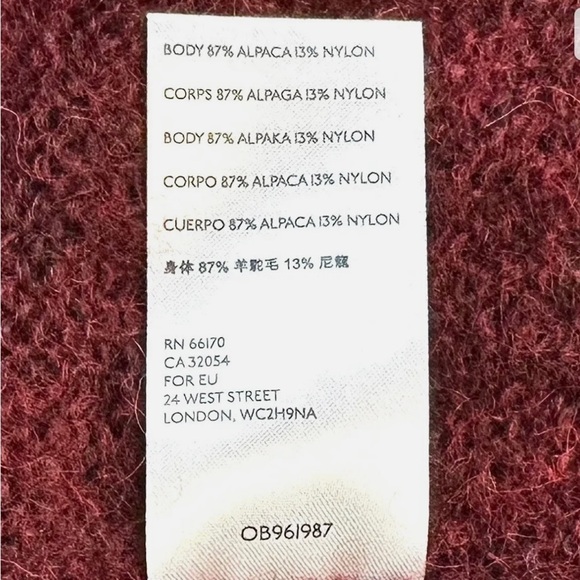 BODY 87% ALPACA 13% NYLON
CORPS 87% ALPAGA 13% NYLON
BODY 87% ALPAKA 13% NYLON
CORPO 87% ALPACA 13% NYLON
CUERPO 87% ALPACA 13% NYLON
身体 87% 羊駝毛 13% 尼龍
RN 66170
CA 32054
FOR EU
24 WEST STREET
LONDON, WC2H9NA
OB961987